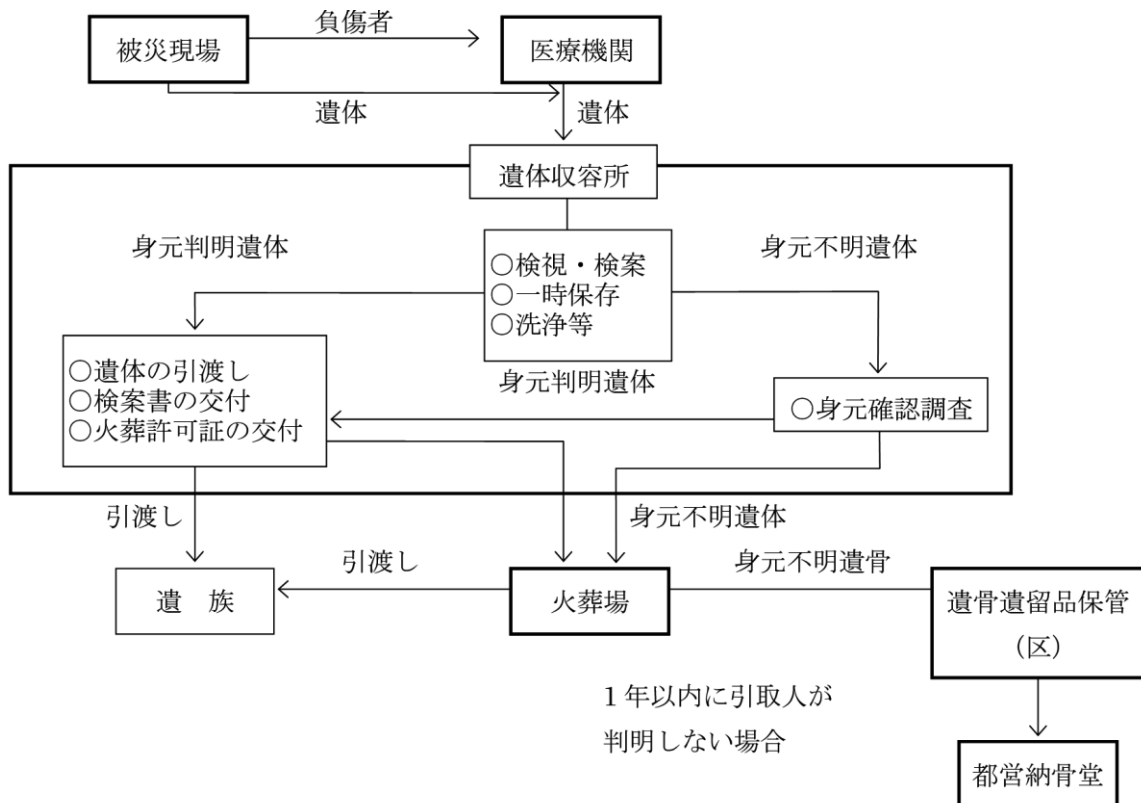 負傷者
被災現場
医療機関
遺体
遺体
遺体収容所
身元判明遺体
身元不明遺体
○検視・検案
○一時保存
○洗浄等
○遺体の引渡し
○検案書の交付
○火葬許可証の交付
身元判明遺体
○身元確認調査
引渡し
身元不明遺体
引渡し
身元不明遺骨
遺　族
火葬場
遺骨遺留品保管
（区）
1 年以内に引取人が
判明しない場合
都営納骨堂